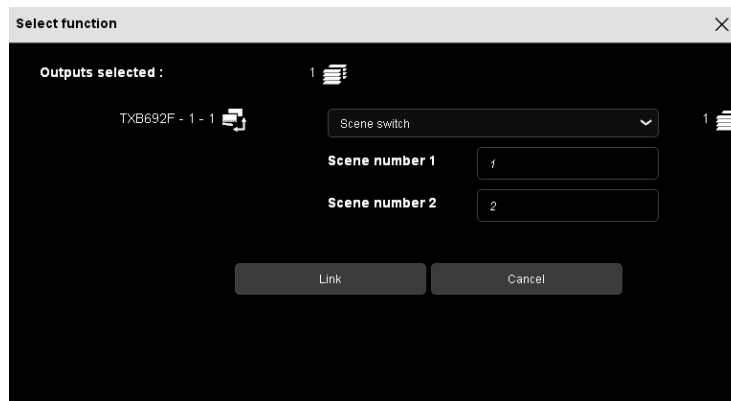 Select function
Outputs selected : 1
TXB692F - 1 - 1 Scene switch 1
Scene number 1 1
Scene number 2 2
Link Cancel